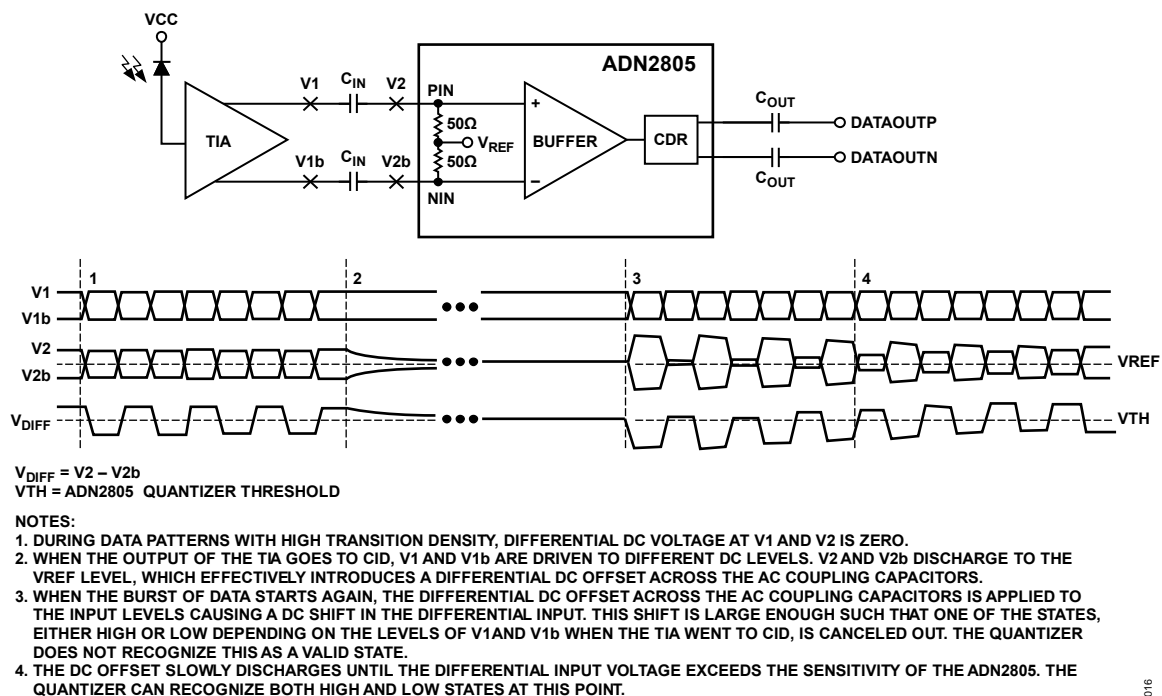 VCC
ADN2805
V1 C_IN V2 PIN
C_OUT
+
50Ω
DATAOUTP
TIA
V_REF
BUFFER
CDR
50Ω
DATAOUTN
V1b C_IN V2b
−
C_OUT
NIN
1 2 3 4
V1
V1b
V2
VREF
V2b
V_DIFF
VTH
V_DIFF = V2 – V2b
VTH = ADN2805 QUANTIZER THRESHOLD
NOTES:
1. DURING DATA PATTERNS WITH HIGH TRANSITION DENSITY, DIFFERENTIAL DC VOLTAGE AT V1 AND V2 IS ZERO.
2. WHEN THE OUTPUT OF THE TIA GOES TO CID, V1 AND V1b ARE DRIVEN TO DIFFERENT DC LEVELS. V2 AND V2b DISCHARGE TO THE
VREF LEVEL, WHICH EFFECTIVELY INTRODUCES A DIFFERENTIAL DC OFFSET ACROSS THE AC COUPLING CAPACITORS.
3. WHEN THE BURST OF DATA STARTS AGAIN, THE DIFFERENTIAL DC OFFSET ACROSS THE AC COUPLING CAPACITORS IS APPLIED TO
THE INPUT LEVELS CAUSING A DC SHIFT IN THE DIFFERENTIAL INPUT. THIS SHIFT IS LARGE ENOUGH SUCH THAT ONE OF THE STATES,
EITHER HIGH OR LOW DEPENDING ON THE LEVELS OF V1AND V1b WHEN THE TIA WENT TO CID, IS CANCELED OUT. THE QUANTIZER
DOES NOT RECOGNIZE THIS AS A VALID STATE.
4. THE DC OFFSET SLOWLY DISCHARGES UNTIL THE DIFFERENTIAL INPUT VOLTAGE EXCEEDS THE SENSITIVITY OF THE ADN2805. THE
QUANTIZER CAN RECOGNIZE BOTH HIGH AND LOW STATES AT THIS POINT.